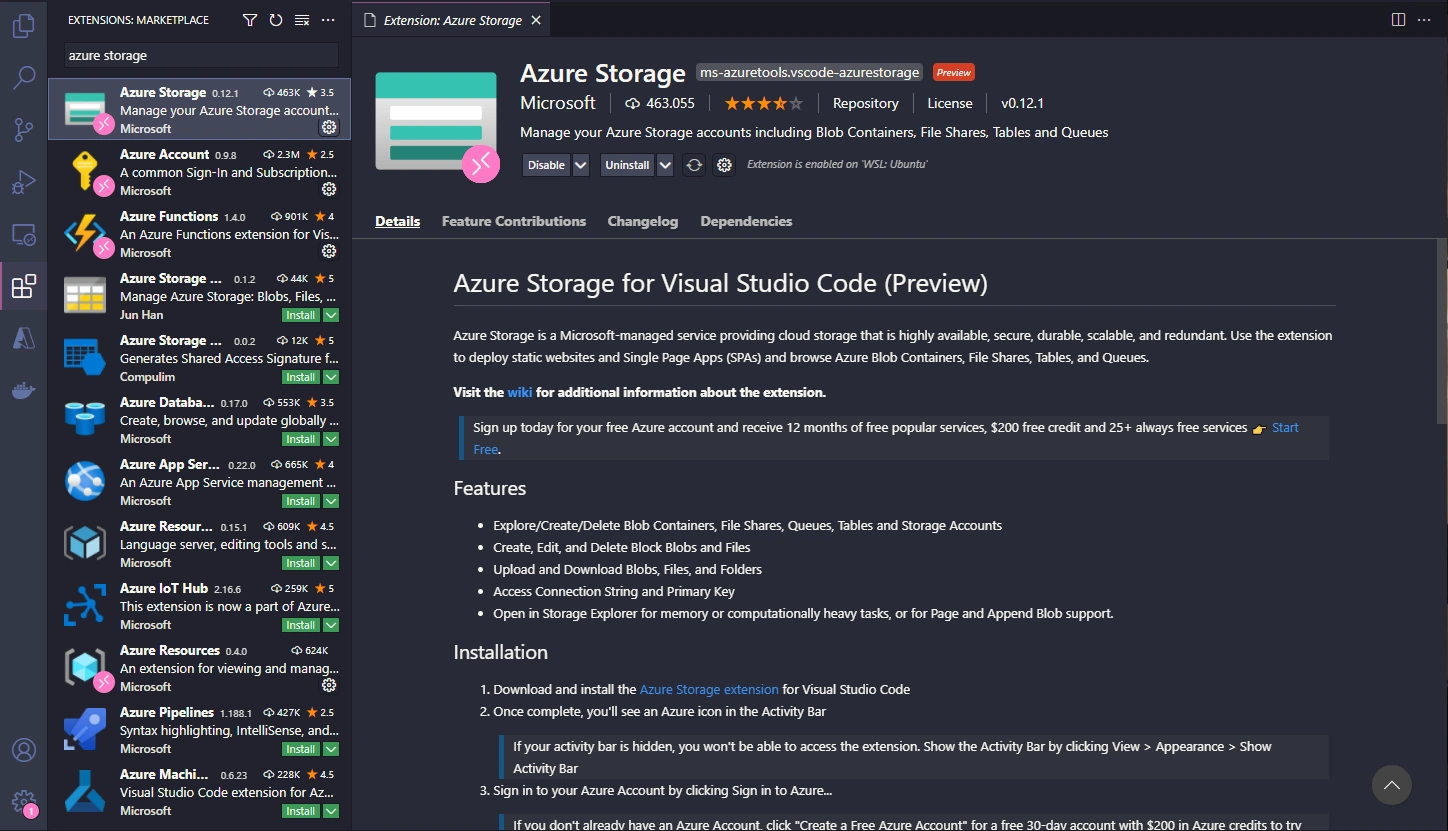 EXTENSIONS: MARKETPLACE
azure storage
Azure Storage 0.12.1 463K 3.5
Manage your Azure Storage account...
Microsoft
Azure Account 0.9.8 2.3M 2.5
A common Sign-In and Subscription...
Microsoft
Azure Functions 1.4.0 901K 4
An Azure Functions extension for Vis...
Microsoft
Azure Storage ... 0.1.2 44K 5
Manage Azure Storage: Blobs, Files, ...
Jun Han Install
Azure Storage ... 0.0.2 12K 5
Generates Shared Access Signature f...
Compulim Install
Azure Databa... 0.17.0 553K 3.5
Create, browse, and update globally ...
Microsoft Install
Azure App Ser... 0.22.0 665K 4
An Azure App Service management ...
Microsoft Install
Azure Resour... 0.15.1 609K 4.5
Language server, editing tools and s...
Microsoft Install
Azure IoT Hub 2.16.6 259K 5
This extension is now a part of Azure...
Microsoft Install
Azure Resources 0.4.0 624K
An extension for viewing and manag...
Microsoft
Azure Pipelines 1.188.1 427K 2.5
Syntax highlighting, IntelliSense, and...
Microsoft Install
Azure Machi... 0.6.23 228K 4.5
Visual Studio Code extension for Az...
Microsoft Install
1
Extension: Azure Storage
Azure Storage ms-azuretools.vscode-azurestorage Preview
Microsoft 463.055 Repository License v0.12.1
Manage your Azure Storage accounts including Blob Containers, File Shares, Tables and Queues
Disable Uninstall Extension is enabled on 'WSL: Ubuntu'
Details Feature Contributions Changelog Dependencies
Azure Storage for Visual Studio Code (Preview)
Azure Storage is a Microsoft-managed service providing cloud storage that is highly available, secure, durable, scalable, and redundant. Use the extension
to deploy static websites and Single Page Apps (SPAs) and browse Azure Blob Containers, File Shares, Tables, and Queues.
Visit the wiki for additional information about the extension.
Sign up today for your free Azure account and receive 12 months of free popular services, $200 free credit and 25+ always free services 👉 Start
Free.
Features
• Explore/Create/Delete Blob Containers, File Shares, Queues, Tables and Storage Accounts
• Create, Edit, and Delete Block Blobs and Files
• Upload and Download Blobs, Files, and Folders
• Access Connection String and Primary Key
• Open in Storage Explorer for memory or computationally heavy tasks, or for Page and Append Blob support.
Installation
1. Download and install the Azure Storage extension for Visual Studio Code
2. Once complete, you'll see an Azure icon in the Activity Bar
If your activity bar is hidden, you won't be able to access the extension. Show the Activity Bar by clicking View > Appearance > Show
Activity Bar
3. Sign in to your Azure Account by clicking Sign in to Azure...
If you don't already have an Azure Account, click "Create a Free Azure Account" for a free 30-day account with $200 in Azure credits to try